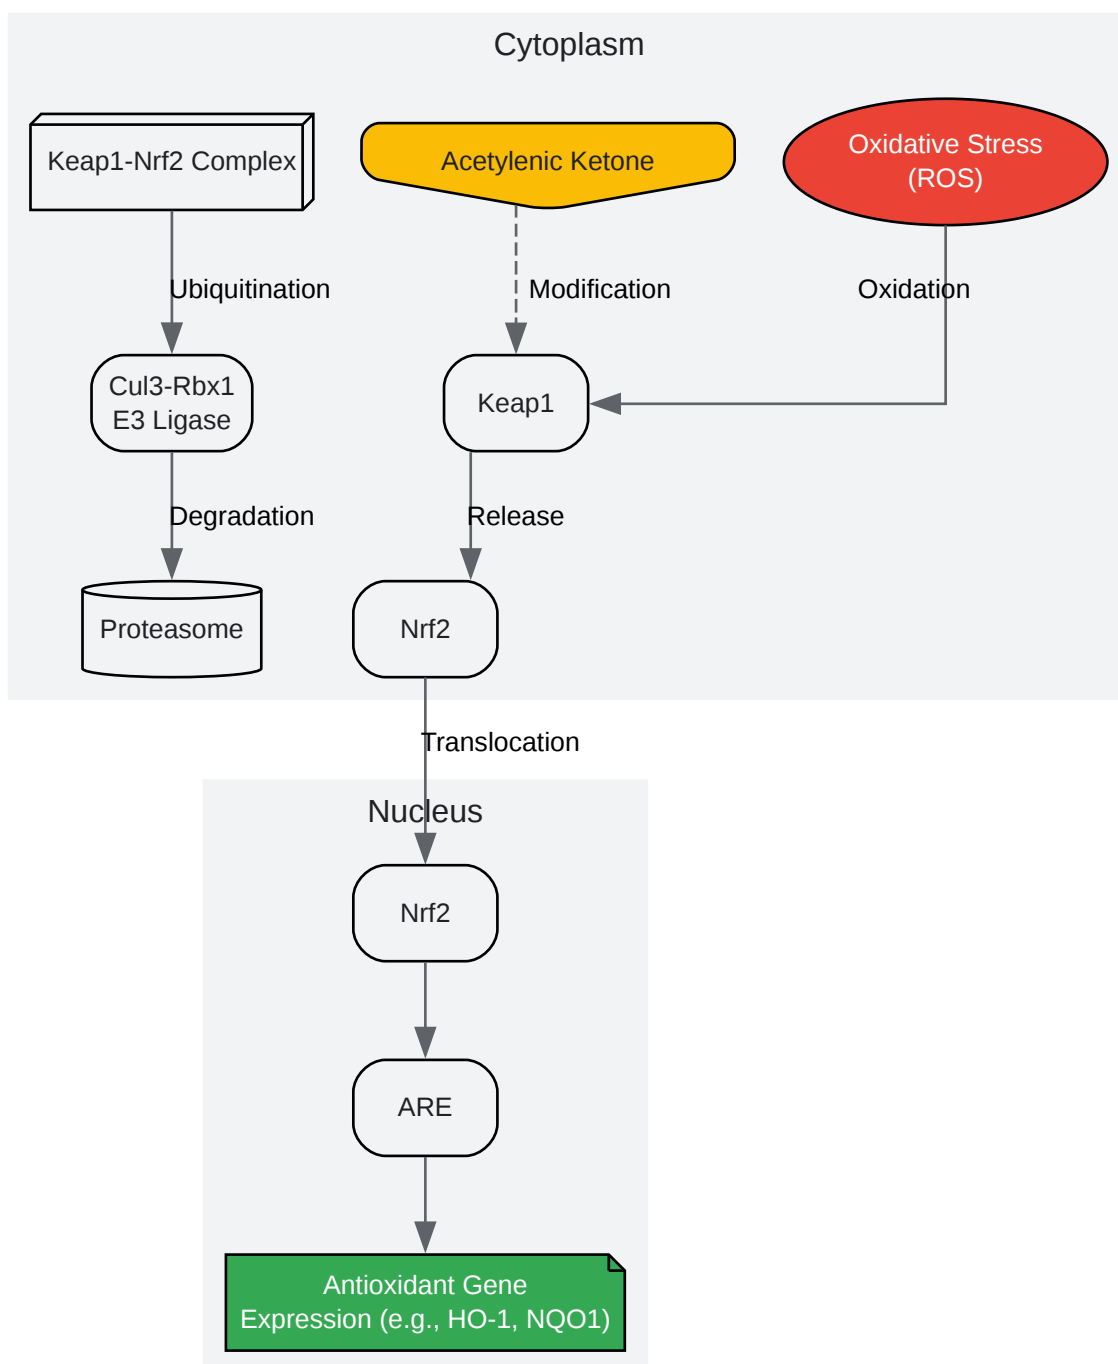 Cytoplasm
Keap1-Nrf2 Complex
Acetylenic Ketone
Oxidative Stress
(ROS)
Ubiquitination
Modification
Oxidation
Cul3-Rbx1
E3 Ligase
Keap1
Degradation
Release
Proteasome
Nrf2
Translocation
Nucleus
Nrf2
ARE
Antioxidant Gene
Expression (e.g., HO-1, NQO1)